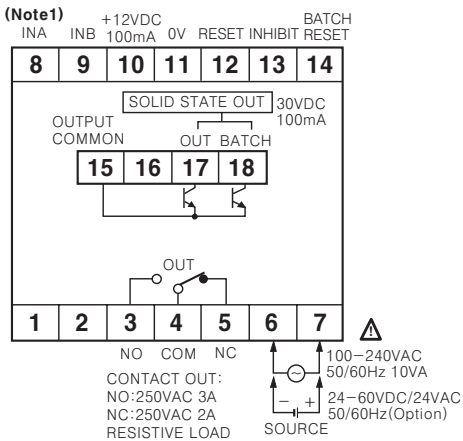 (Note1)
INA INB +12VDC 100mA 0V RESET INHIBIT BATCH RESET
8 9 10 11 12 13 14
SOLID STATE OUT 30VDC
100mA
OUTPUT
COMMON OUT BATCH
15 16 17 18
OUT
1 2 3 4 5 6 7
NO COM NC
CONTACT OUT:
NO:250VAC 3A
NC:250VAC 2A
RESISTIVE LOAD
100-240VAC
50/60Hz 10VA
- + 24-60VDC/24VAC
50/60Hz(Option)
SOURCE